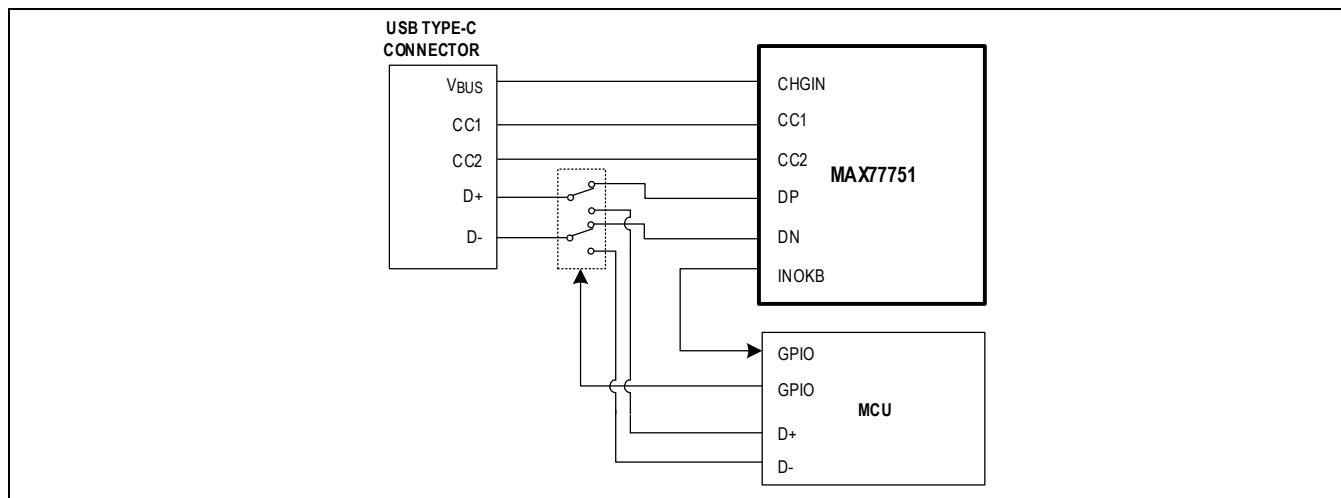 USB TYPE-C
CONNECTOR
VBUS
CC1
CC2
D+
D-
CHGIN
CC1
CC2
MAX77751
DP
DN
INOKB
GPIO
GPIO
MCU
D+
D-